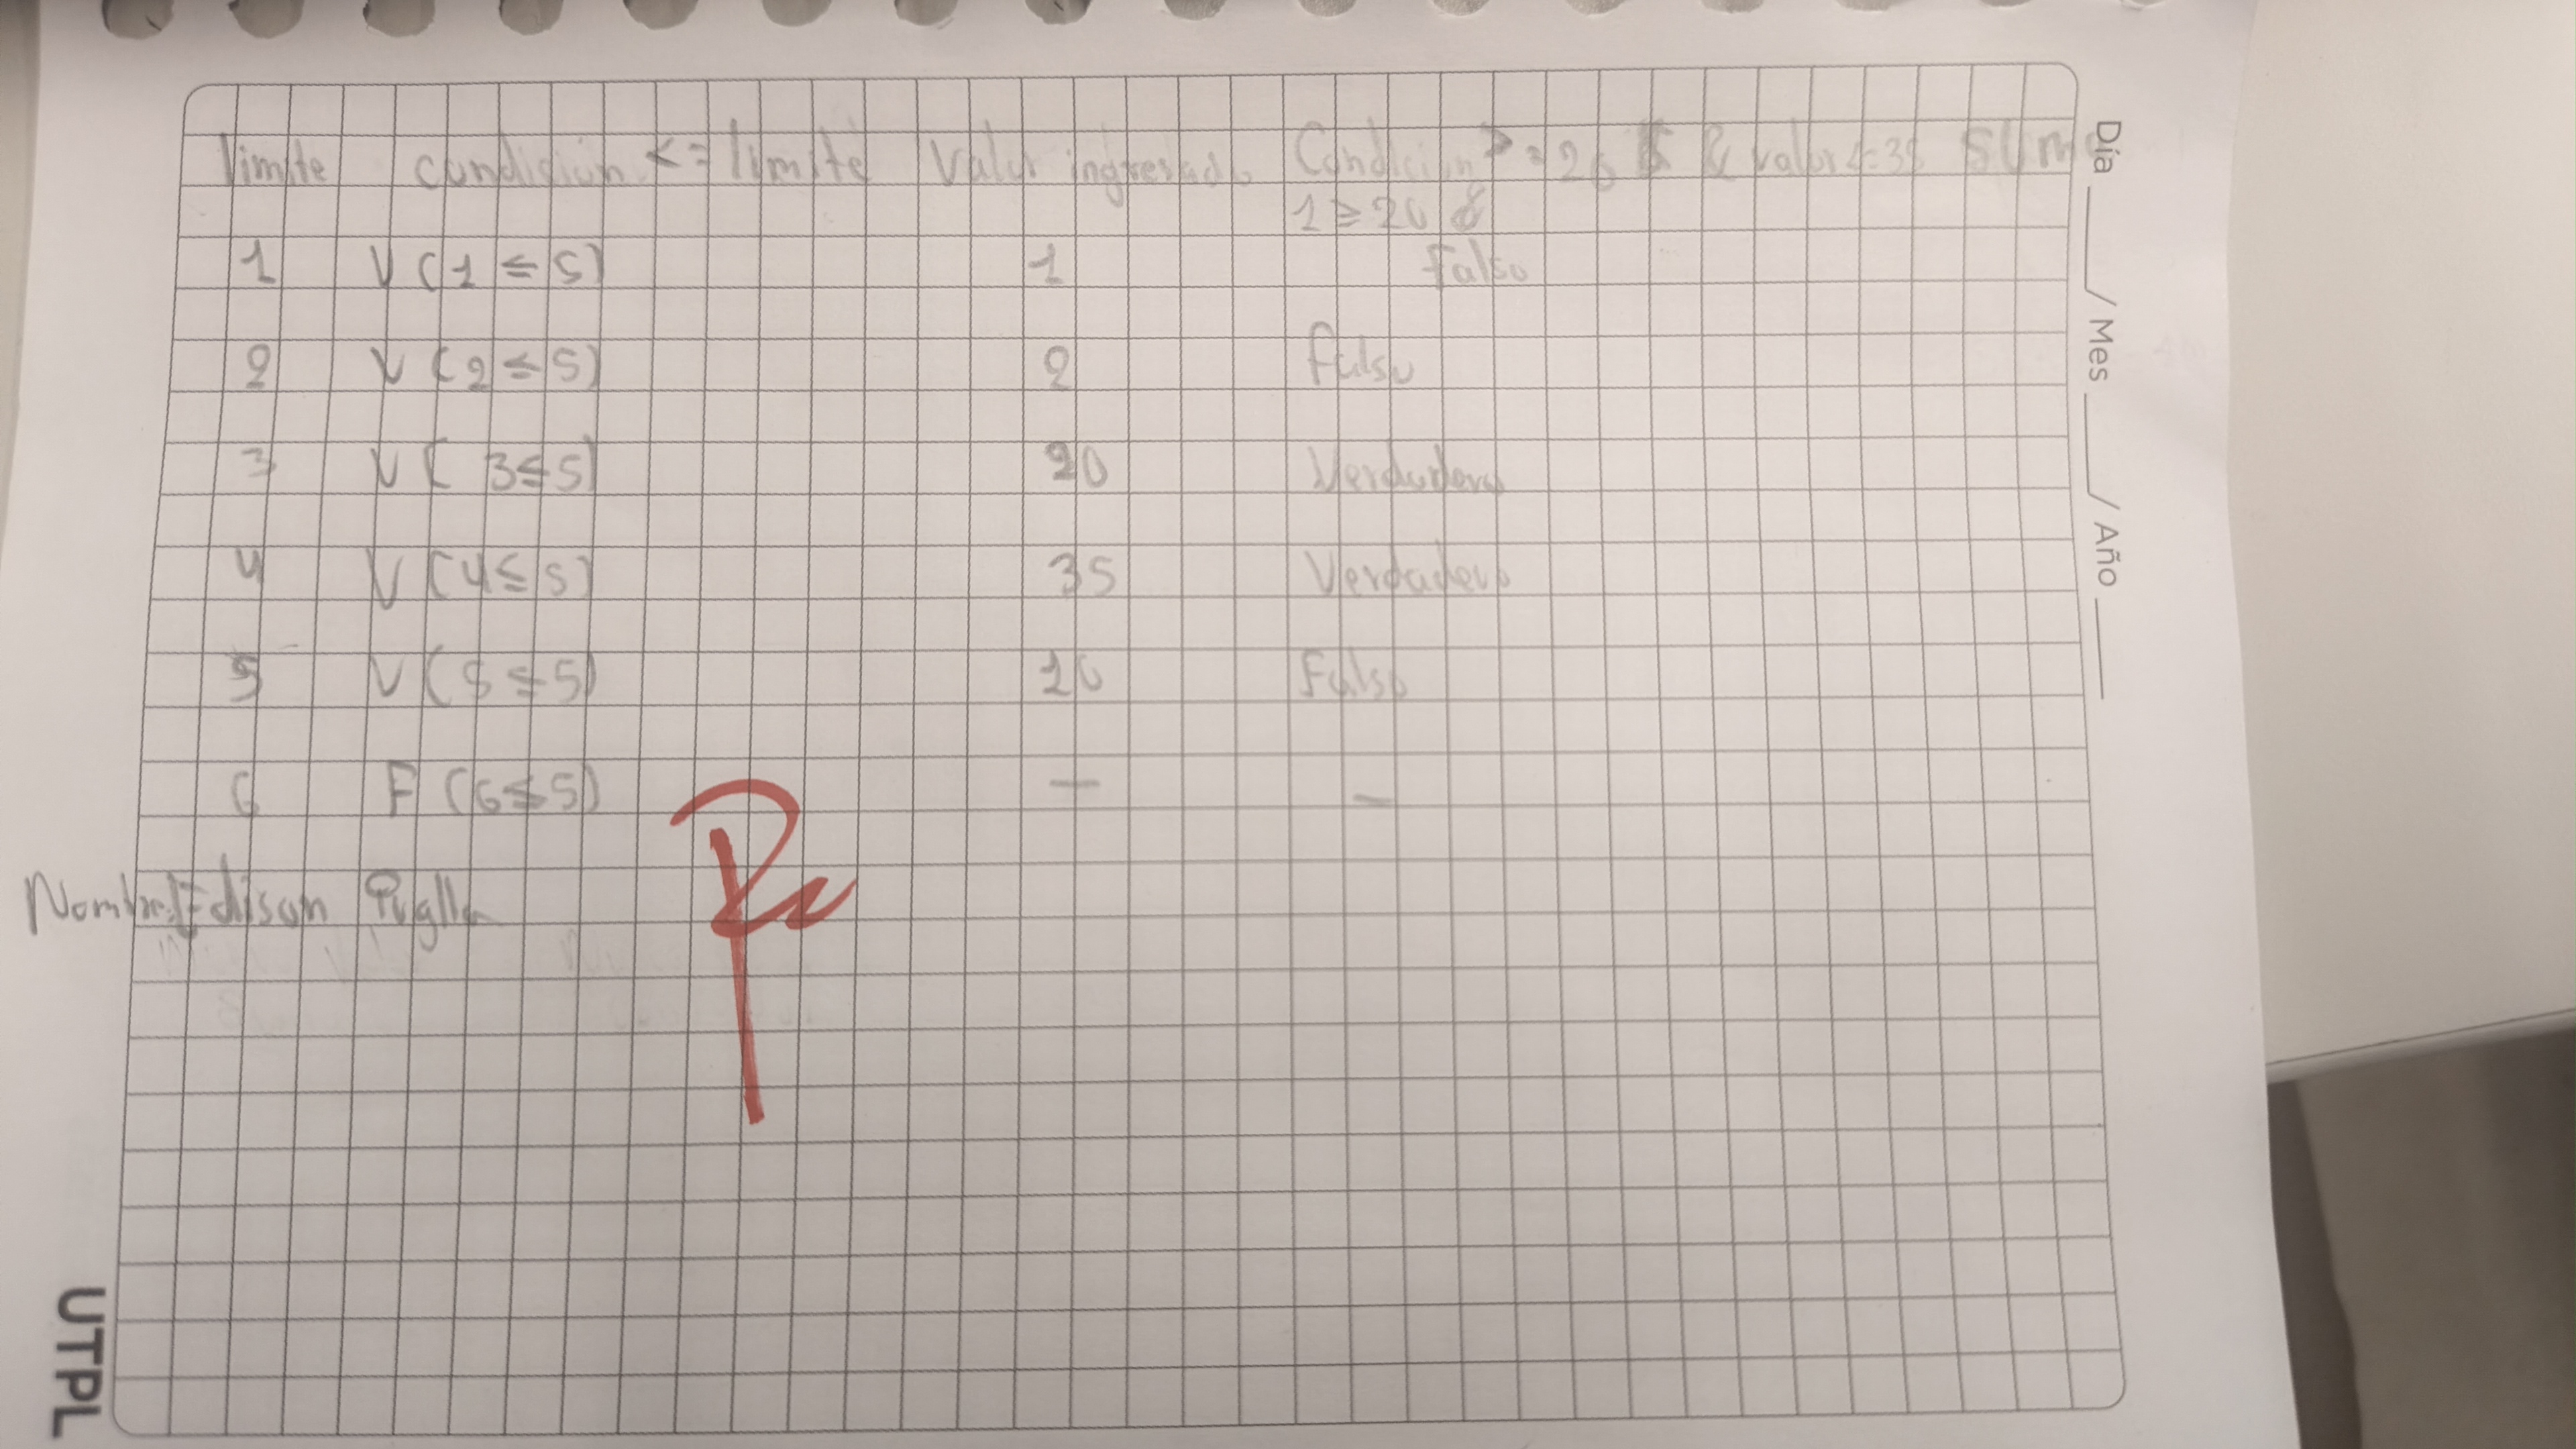 limite condición <= limite Valor ingresado Condición >= 20 & & valor <= 35 suma
1 ≥ 20 &
1 V (1 ≤ 5) 1 Falso
2 V (2 ≤ 5) 2 Falso
3 V ( 3 ≤ 5) 20 Verdadero
4 V (4 ≤ 5) 35 Verdadero
5 V (5 ≤ 5) 10 Falso
6 F (6 ≤ 5) — —
Nombre: Edison
Día / Mes / Año
UTPL